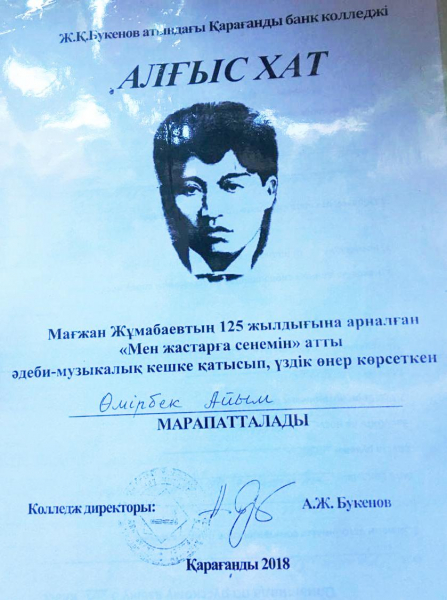 Ж.Қ.Букенов атындағы Қарағанды банк колледжі
АЛҒЫС ХАТ
Мағжан Жұмабаевтың 125 жылдығына арналған
«Мен жастарға сенемін» атты
әдеби-музыкалық кешке қатысып, үздік өнер көрсеткен
Өмірбек Айым
МАРАПАТТАЛАДЫ
Колледж директоры:
А.Ж. Букенов
Қарағанды 2018